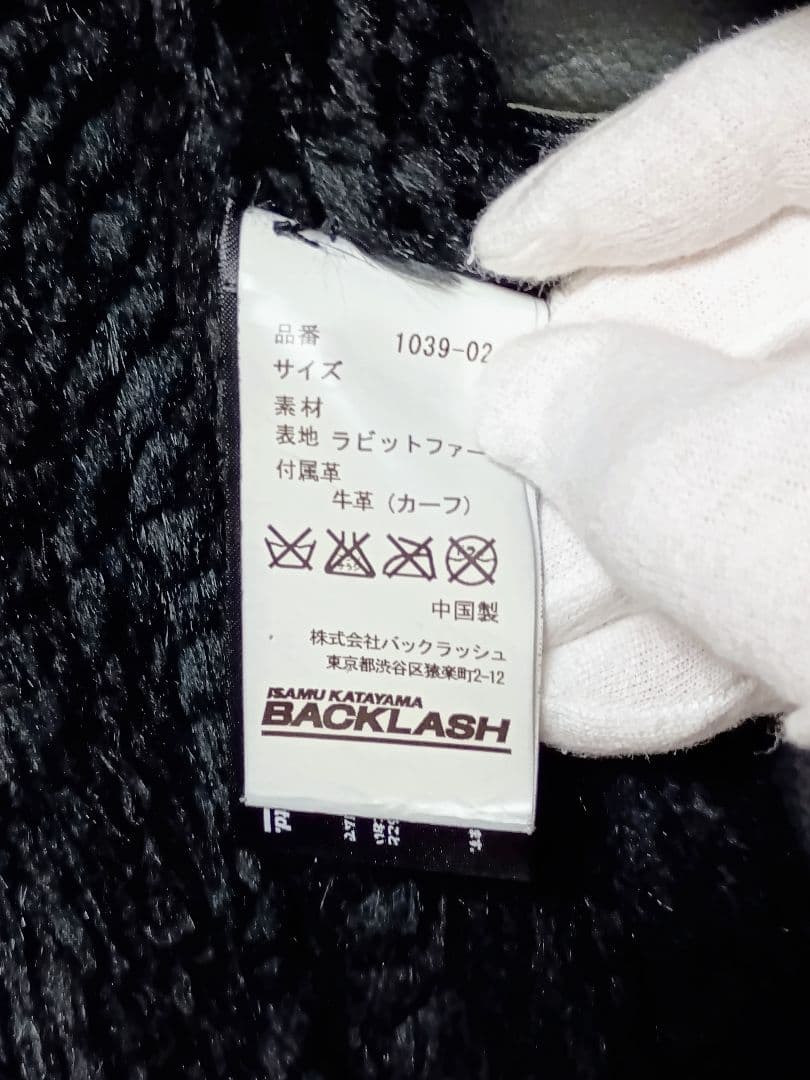 品番 1039-02
サイズ
素材
表地 ラビットファー
付属革
牛革（カーフ）
中国製
株式会社バックラッシュ
東京都渋谷区猿楽町2-12
ISAMU KATAYAMA
BACKLASH